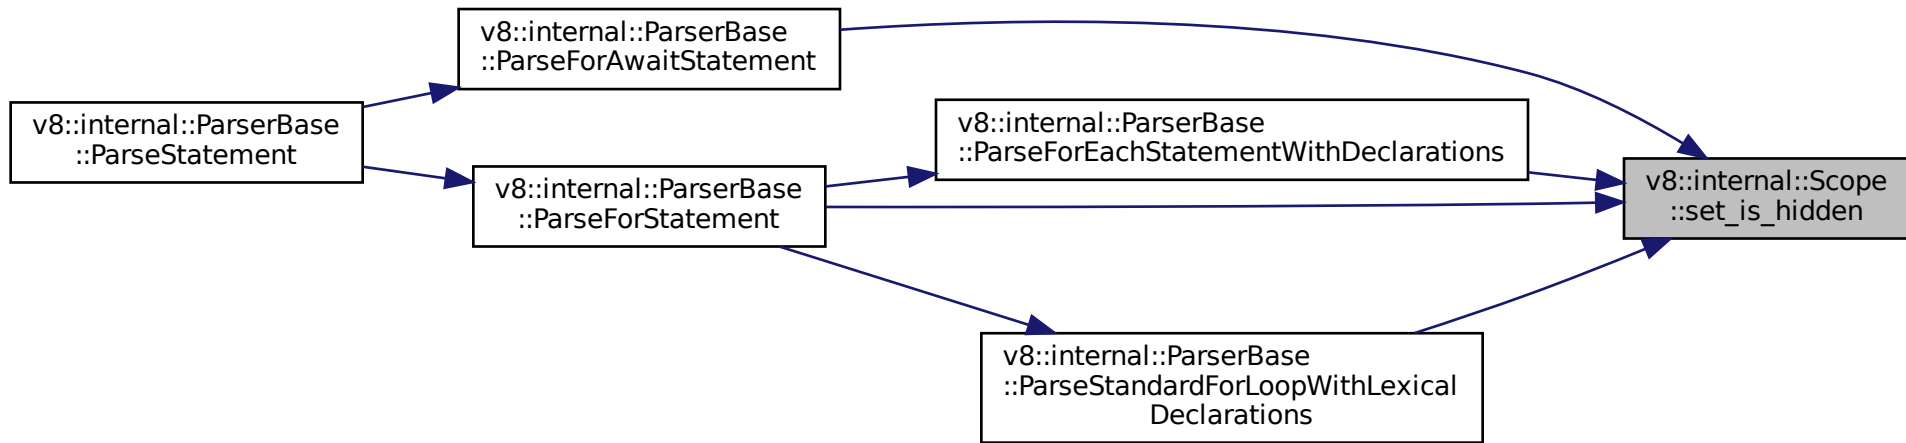 v8::internal::ParserBase
::ParseForAwaitStatement
v8::internal::ParserBase
::ParseStatement
v8::internal::ParserBase
::ParseForEachStatementWithDeclarations
v8::internal::ParserBase
::ParseForStatement
v8::internal::Scope
::set_is_hidden
v8::internal::ParserBase
::ParseStandardForLoopWithLexical
Declarations